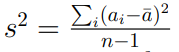 s² = ∑ᵢ(aᵢ−ā)² / n−1